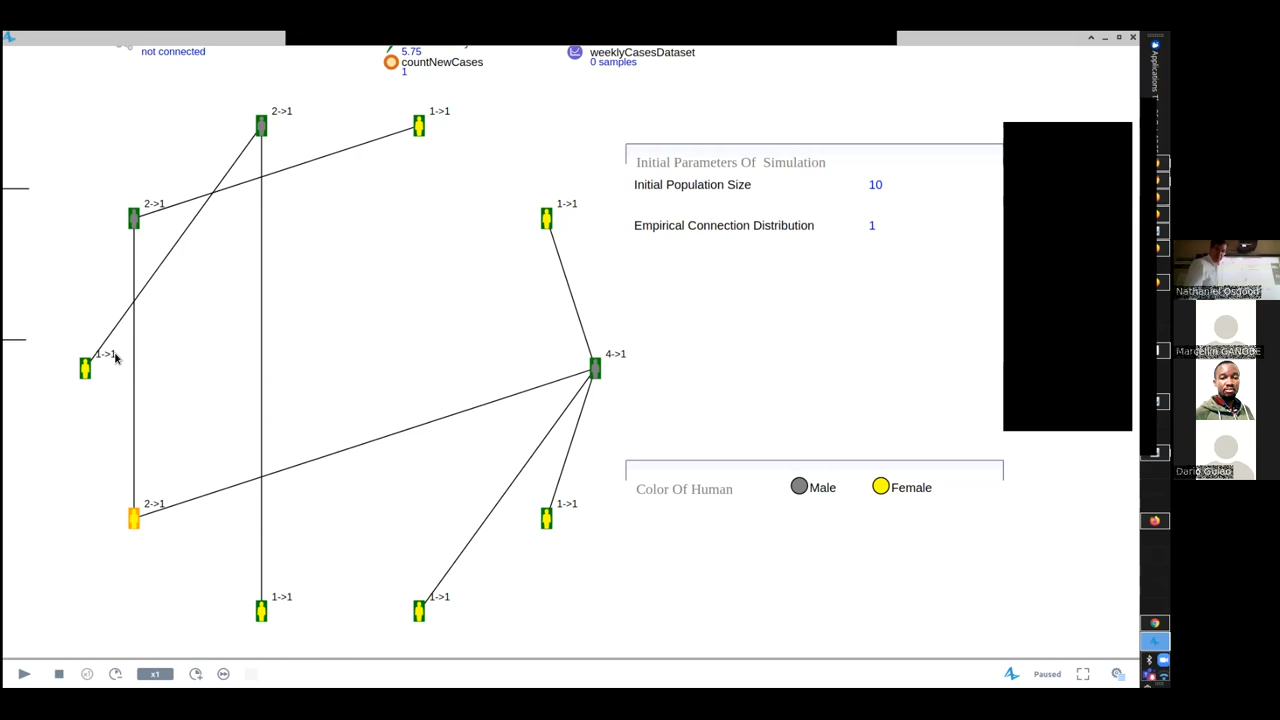 not connected
5.75
countNewCases
1
weeklyCasesDataset
0 samples
Applications
2->1
1->1
2->1
1->1
Initial Parameters Of Simulation
Initial Population Size 10
Empirical Connection Distribution 1
1->1
4->1
2->1
1->1
1->1
1->1
Color Of Human
Male
Female
x1
x1
Paused
Nathaniel Osgood
Marcellin GANGBE
Dario Guiao